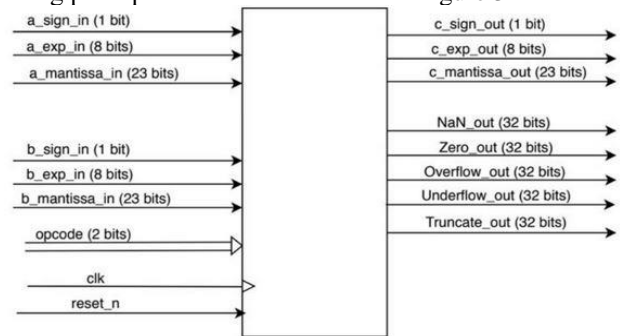 a_sign_in (1 bit)
a_exp_in (8 bits)
a_mantissa_in (23 bits)
b_sign_in (1 bit)
b_exp_in (8 bits)
b_mantissa_in (23 bits)
opcode (2 bits)
clk
reset_n
c_sign_out (1 bit)
c_exp_out (8 bits)
c_mantissa_out (23 bits)
NaN_out (32 bits)
Zero_out (32 bits)
Overflow_out (32 bits)
Underflow_out (32 bits)
Truncate_out (32 bits)